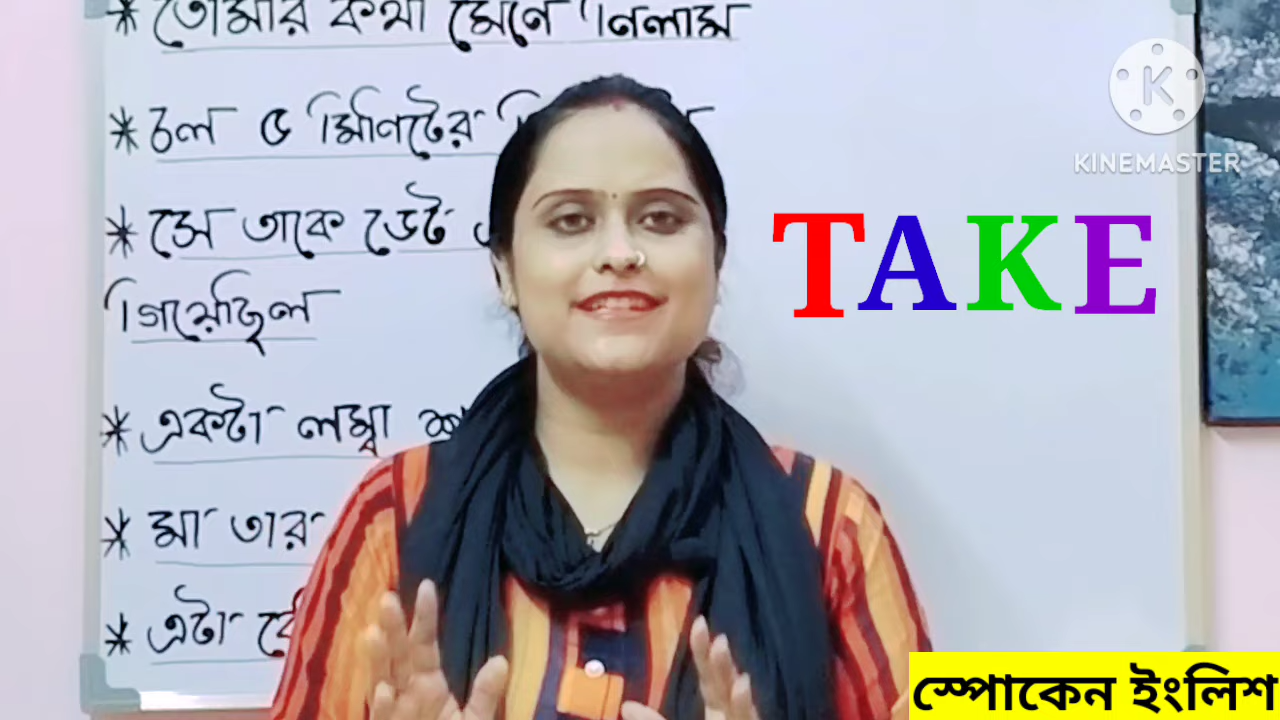 * তোমার কথা মেনে নিলাম
* চল ৫ মিনিটের
* সে তাকে ডেট
গিয়েছিল
* একটা লম্বা
* মা তার
* এটা
K
KINEMASTER
TAKE
স্পোকেন ইংলিশ